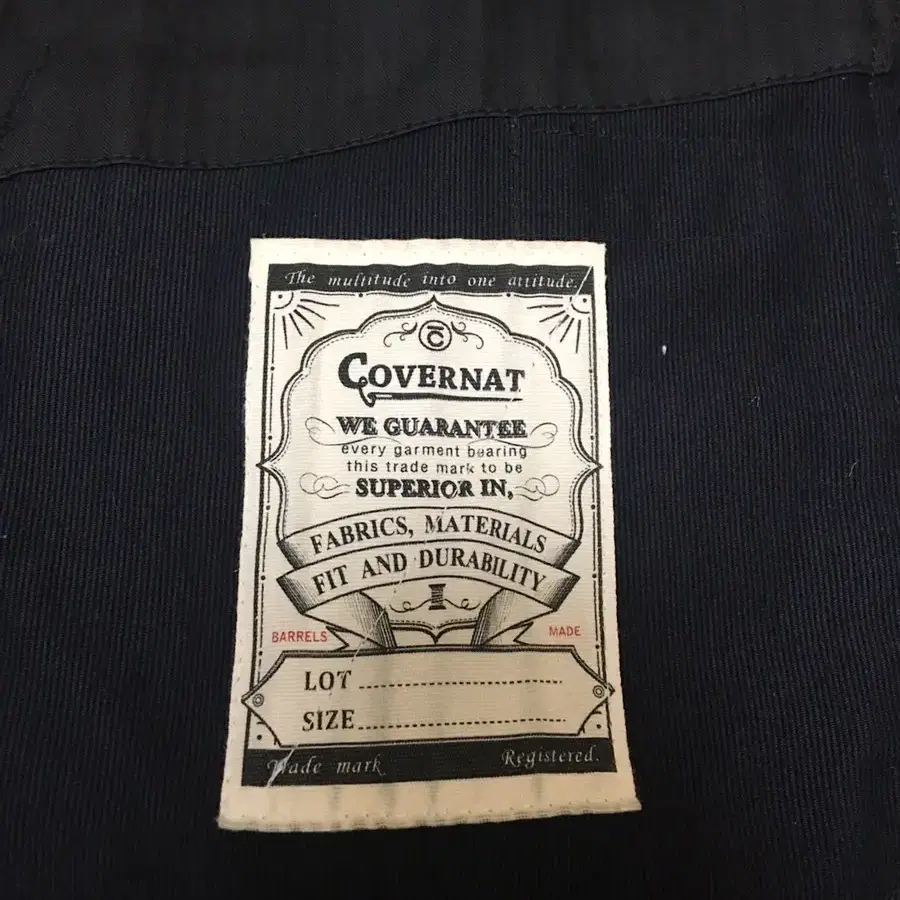 The multitude into one attitude.
C
COVERNAT
WE GUARANTEE
every garment bearing
this trade mark to be
SUPERIOR IN,
FABRICS, MATERIALS
FIT AND DURABILITY
BARRELS MADE
LOT
SIZE
Trade mark Registered.